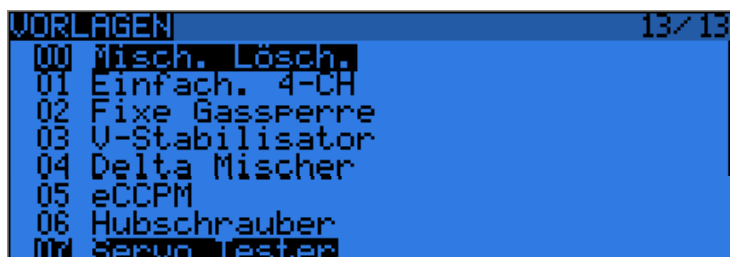 VORLAGEN 13/13
00 Misch. Lösch.
01 Einfach. 4-CH
02 Fixe Gassperre
03 V-Stabilisator
04 Delta Mischer
05 eCCPM
06 Hubschrauber
07 Servo Tester